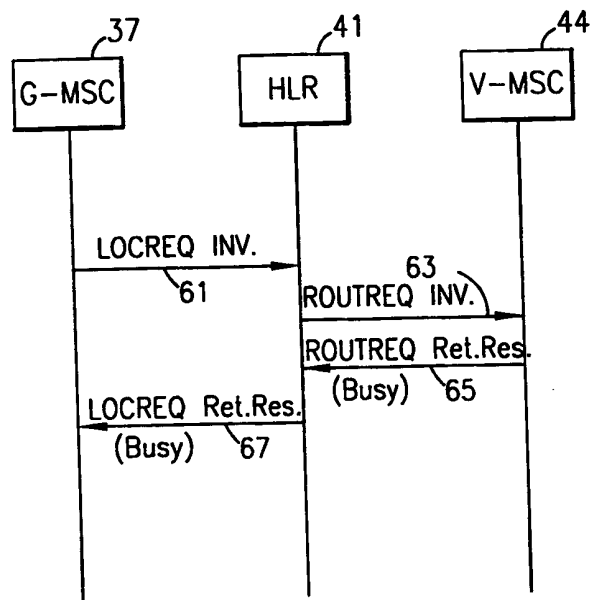 37
41
44
G-MSC
HLR
V-MSC
LOCREQ INV.
61
63
ROUTREQ INV.
ROUTREQ Ret.Res.
(Busy)
65
LOCREQ Ret.Res.
(Busy)
67